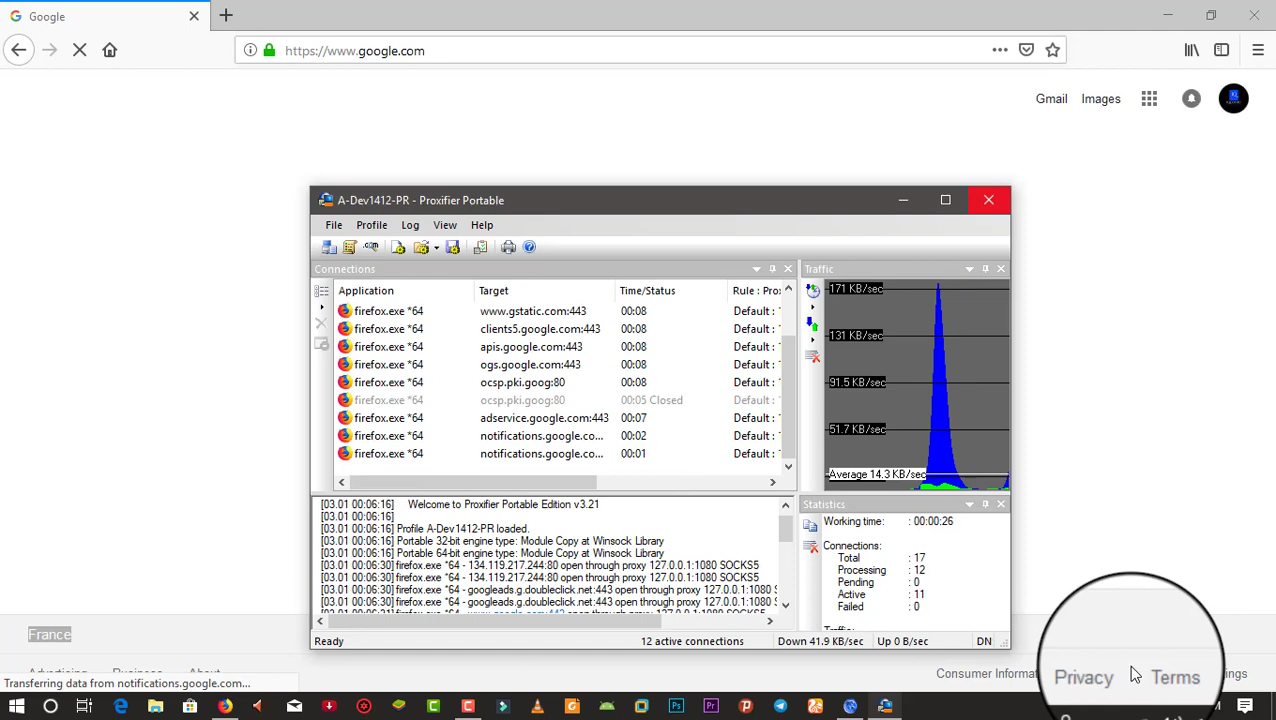 Google
https://www.google.com
Gmail Images
A-Dev1412-PR - Proxifier Portable
File Profile Log View Help
Connections
Application Target Time/Status Rule : Prox
firefox.exe *64 www.gstatic.com:443 00:08 Default :
firefox.exe *64 clients5.google.com:443 00:08 Default :
firefox.exe *64 apis.google.com:443 00:08 Default :
firefox.exe *64 ogs.google.com:443 00:08 Default :
firefox.exe *64 ocsp.pki.goog:80 00:08 Default :
firefox.exe *64 ocsp.pki.goog:80 00:05 Closed Default :
firefox.exe *64 adservice.google.com:443 00:07 Default :
firefox.exe *64 notifications.google.co... 00:02 Default :
firefox.exe *64 notifications.google.co... 00:01 Default :
Traffic
171 KB/sec
131 KB/sec
91.5 KB/sec
51.7 KB/sec
Average 14.3 KB/sec
[03.01 00:06:16] Welcome to Proxifier Portable Edition v3.21
[03.01 00:06:16]
[03.01 00:06:16] Profile A-Dev1412-PR loaded.
[03.01 00:06:16] Portable 32-bit engine type: Module Copy at Winsock Library
[03.01 00:06:16] Portable 64-bit engine type: Module Copy at Winsock Library
[03.01 00:06:30] firefox.exe *64 - 134.119.217.244:80 open through proxy 127.0.0.1:1080 SOCKS5
[03.01 00:06:30] firefox.exe *64 - 134.119.217.244:80 open through proxy 127.0.0.1:1080 SOCKS5
[03.01 00:06:30] firefox.exe *64 - googleads.g.doubleclick.net:443 open through proxy 127.0.0.1:1080 S
[03.01 00:06:30] firefox.exe *64 - googleads.g.doubleclick.net:443 open through proxy 127.0.0.1:1080 S
Statistics
Working time: : 00:00:26
Connections:
Total : 17
Processing : 12
Pending : 0
Active : 11
Failed : 0
Traffic:
Ready 12 active connections Down 41.9 KB/sec Up 0 B/sec DN
France
Advertising Business About
Consumer Informat
Privacy Terms
ngs
Transferring data from notifications.google.com...